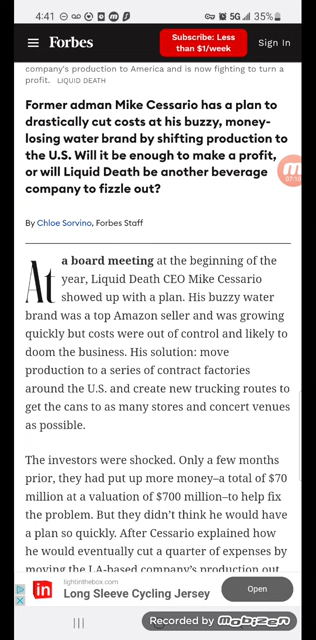 4:41
5G 35%
Forbes
Subscribe: Less
than $1/week
Sign In
company's production to America and is now fighting to turn a
profit. LIQUID DEATH
Former adman Mike Cessario has a plan to
drastically cut costs at his buzzy, money-
losing water brand by shifting production to
the U.S. Will it be enough to make a profit,
or will Liquid Death be another beverage
company to fizzle out?
07:10
By Chloe Sorvino, Forbes Staff
At a board meeting at the beginning of the
year, Liquid Death CEO Mike Cessario
showed up with a plan. His buzzy water
brand was a top Amazon seller and was growing
quickly but costs were out of control and likely to
doom the business. His solution: move
production to a series of contract factories
around the U.S. and create new trucking routes to
get the cans to as many stores and concert venues
as possible.
The investors were shocked. Only a few months
prior, they had put up more money–a total of $70
million at a valuation of $700 million–to help fix
the problem. But they didn't think he would have
a plan so quickly. After Cessario explained how
he would eventually cut a quarter of expenses by
moving the LA-based company's production out
lightinthebox.com
Long Sleeve Cycling Jersey
Open
Recorded by Mobizen